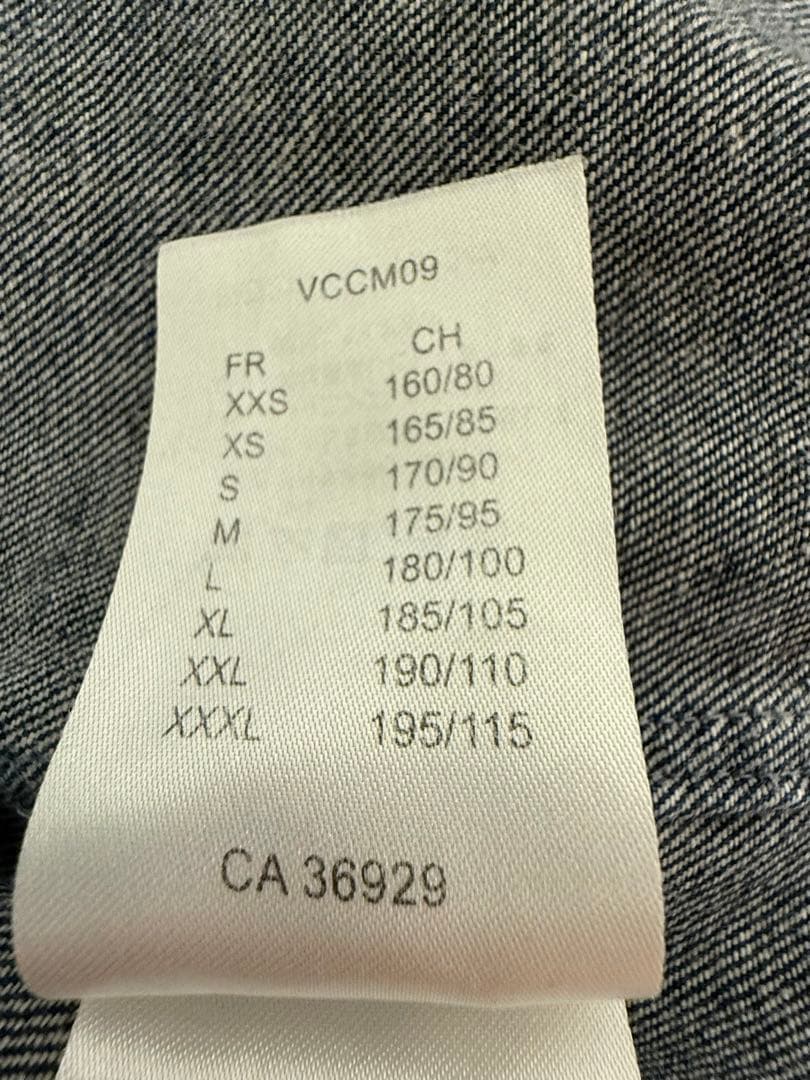 VCCM09
FR CH
XXS 160/80
XS 165/85
S 170/90
M 175/95
L 180/100
XL 185/105
XXL 190/110
XXXL 195/115
CA 36929